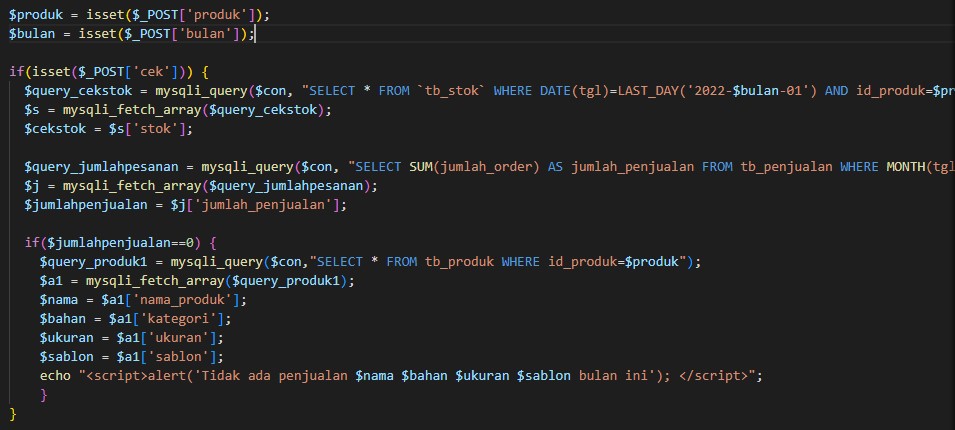 $produk = isset($_POST['produk']);
$bulan = isset($_POST['bulan']);
if(isset($_POST['cek'])) {
$query_cekstok = mysqli_query($con, "SELECT * FROM `tb_stok` WHERE DATE(tgl)=LAST_DAY('2022-$bulan-01') AND id_produk=$pr
$s = mysqli_fetch_array($query_cekstok);
$cekstok = $s['stok'];
$query_jumlahpesanan = mysqli_query($con, "SELECT SUM(jumlah_order) AS jumlah_penjualan FROM tb_penjualan WHERE MONTH(tgl
$j = mysqli_fetch_array($query_jumlahpesanan);
$jumlahpenjualan = $j['jumlah_penjualan'];
if($jumlahpenjualan==0) {
$query_produk1 = mysqli_query($con,"SELECT * FROM tb_produk WHERE id_produk=$produk");
$a1 = mysqli_fetch_array($query_produk1);
$nama = $a1['nama_produk'];
$bahan = $a1['kategori'];
$ukuran = $a1['ukuran'];
$sablon = $a1['sablon'];
echo "<script>alert('Tidak ada penjualan $nama $bahan $ukuran $sablon bulan ini'); </script>";
}
}